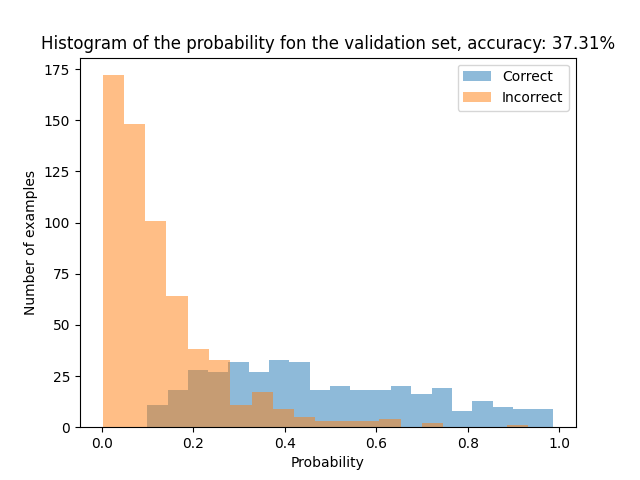 Histogram of the probability fon the validation set, accuracy: 37.31%
Correct
Incorrect
175
150
125
100
75
50
25
0
Number of examples
0.0 0.2 0.4 0.6 0.8 1.0
Probability